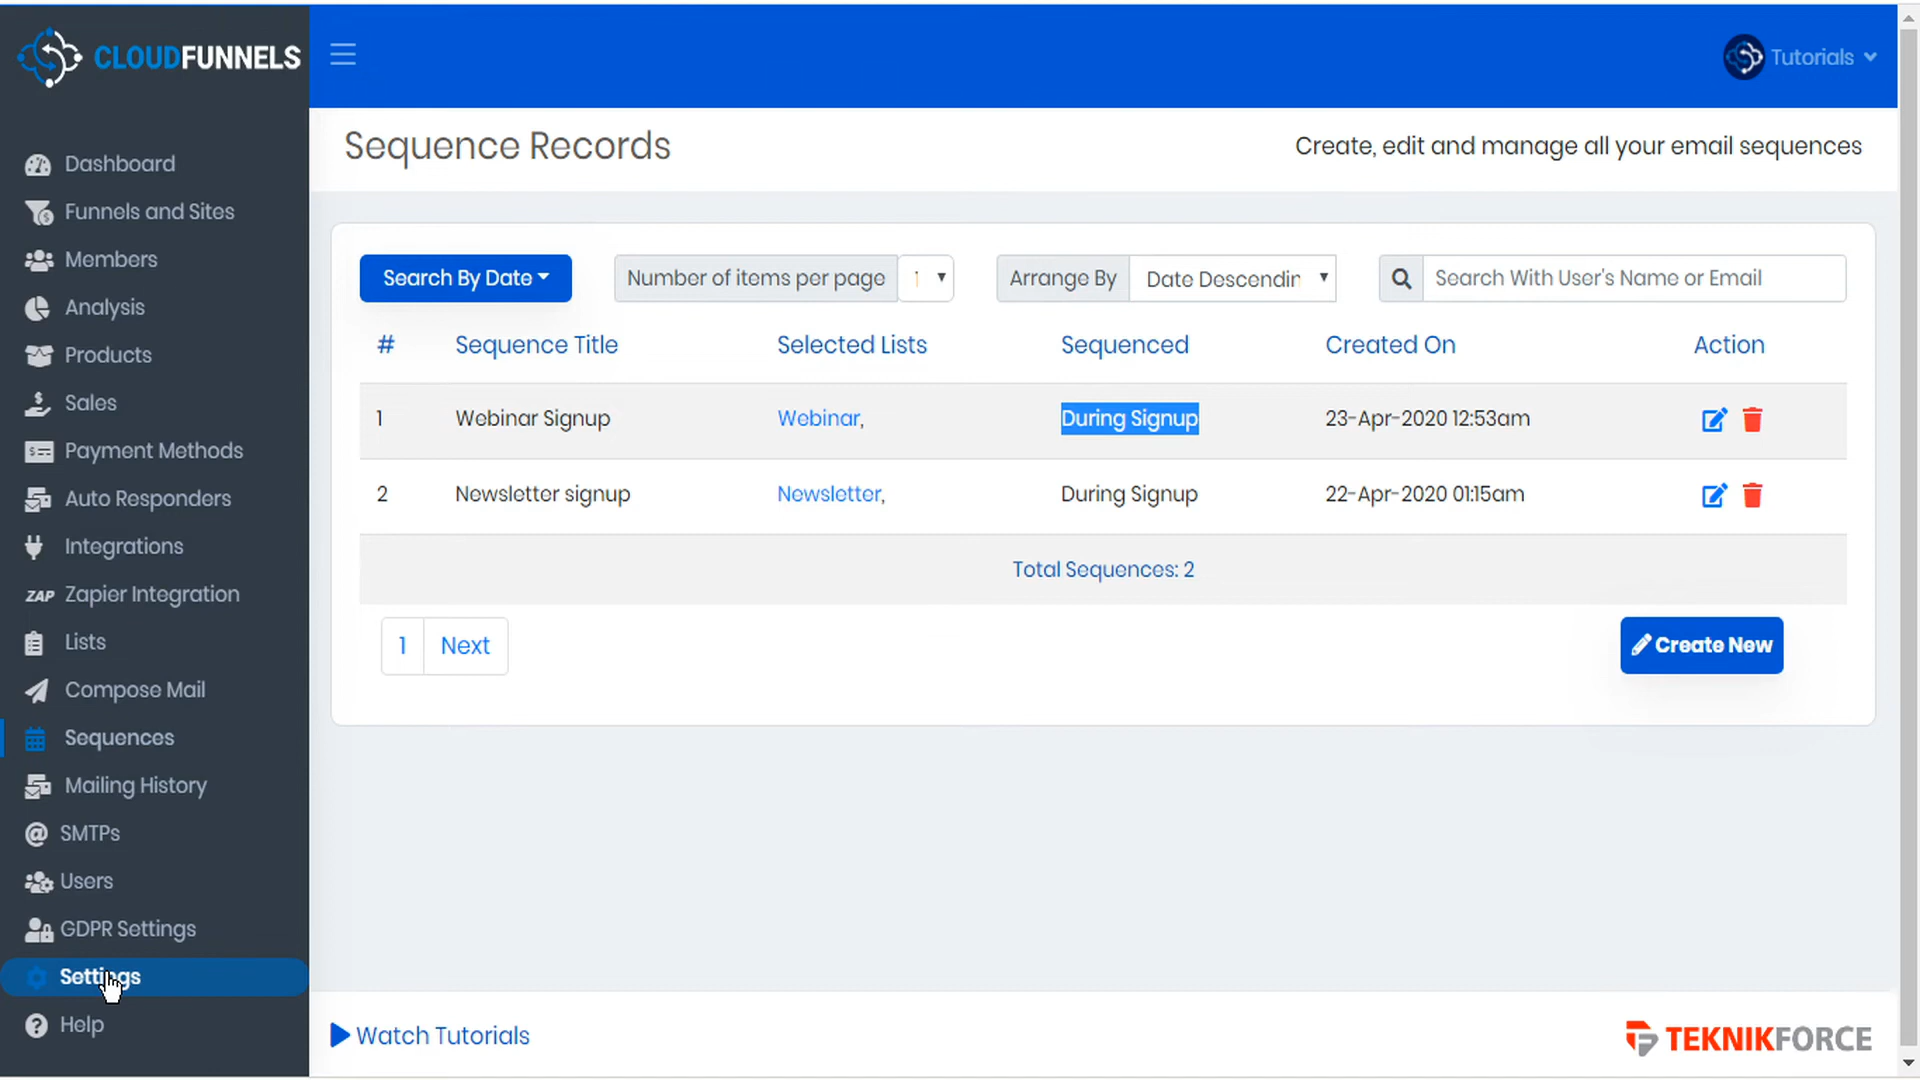 CLOUDFUNNELS
Tutorials
Dashboard
Funnels and Sites
Members
Analysis
Products
Sales
Payment Methods
Auto Responders
Integrations
ZAP Zapier Integration
Lists
Compose Mail
Sequences
Mailing History
SMTPs
Users
GDPR Settings
Settings
Help
Sequence Records
Create, edit and manage all your email sequences
Search By Date
Number of items per page
Arrange By Date Descendin
Search With User's Name or Email
# Sequence Title Selected Lists Sequenced Created On Action
1 Webinar Signup Webinar, During Signup 23-Apr-2020 12:53am
2 Newsletter signup Newsletter, During Signup 22-Apr-2020 01:15am
Total Sequences: 2
1 Next
Create New
Watch Tutorials
TEKNIKFORCE